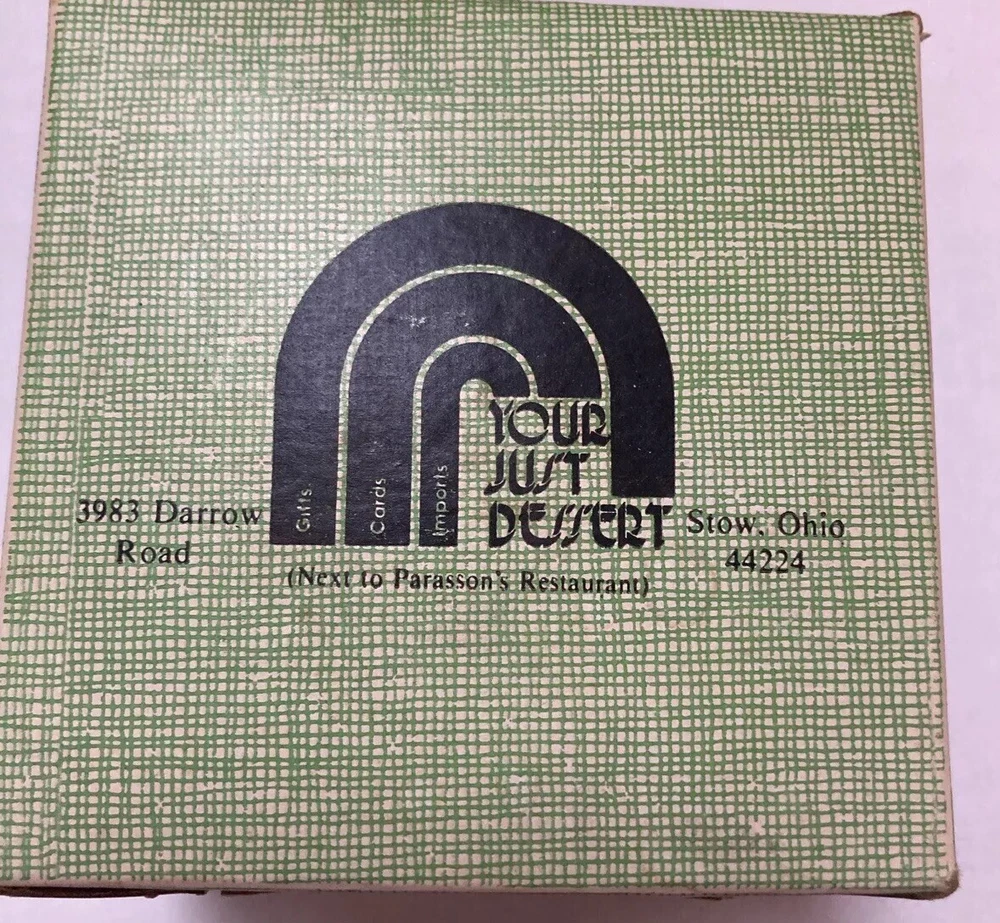 Gifts
Cards
Imports
YOUR
JUST
DESSERT
3983 Darrow
Road
Stow, Ohio
44224
(Next to Parasson's Restaurant)